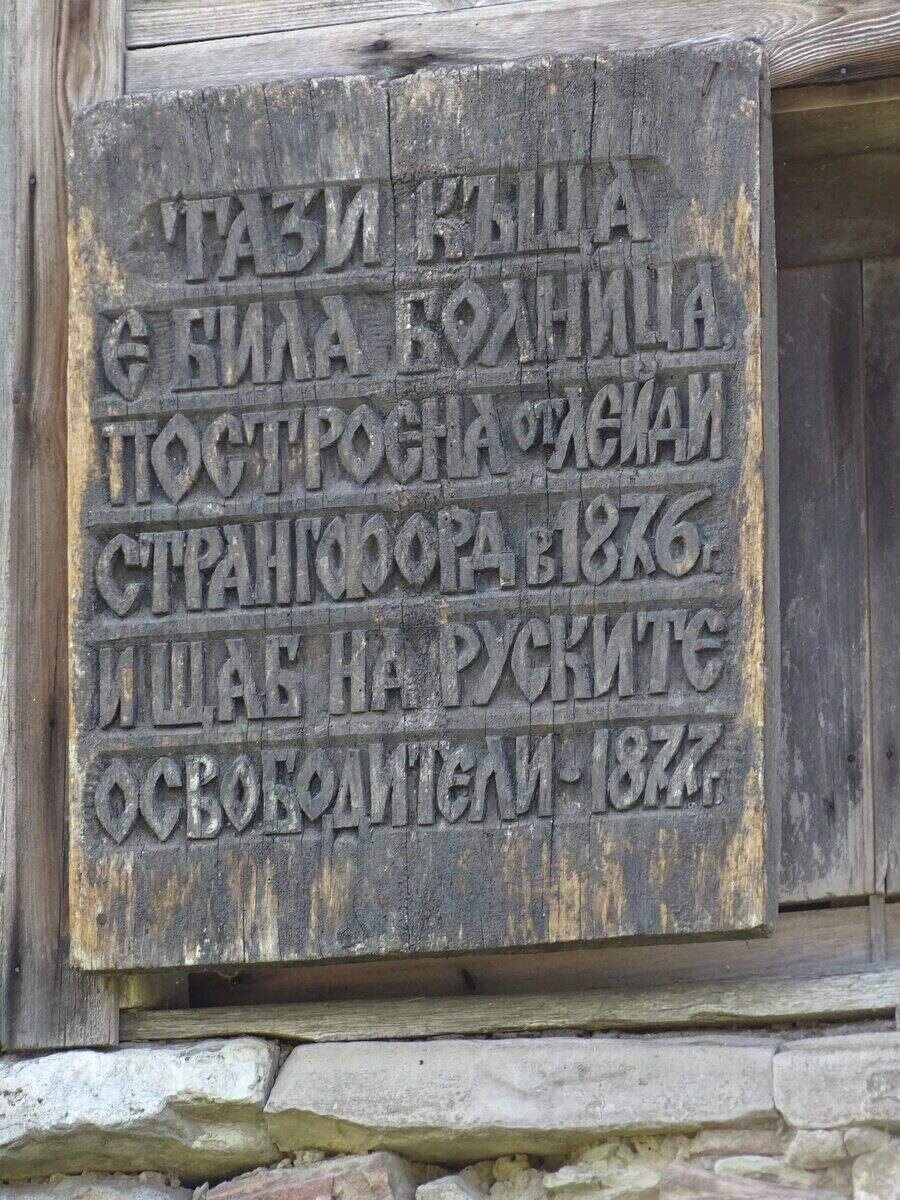 ТАЗИ КЪЩА
Е БИЛА БОЛНИЦА,
ПОСТРОЕНА ОТ ЛЕЙДИ
СТРАНГФОРД В 1876 Г.
И ЩАБ НА РУСКИТЕ
ОСВОБОДИТЕЛИ - 1877 Г.